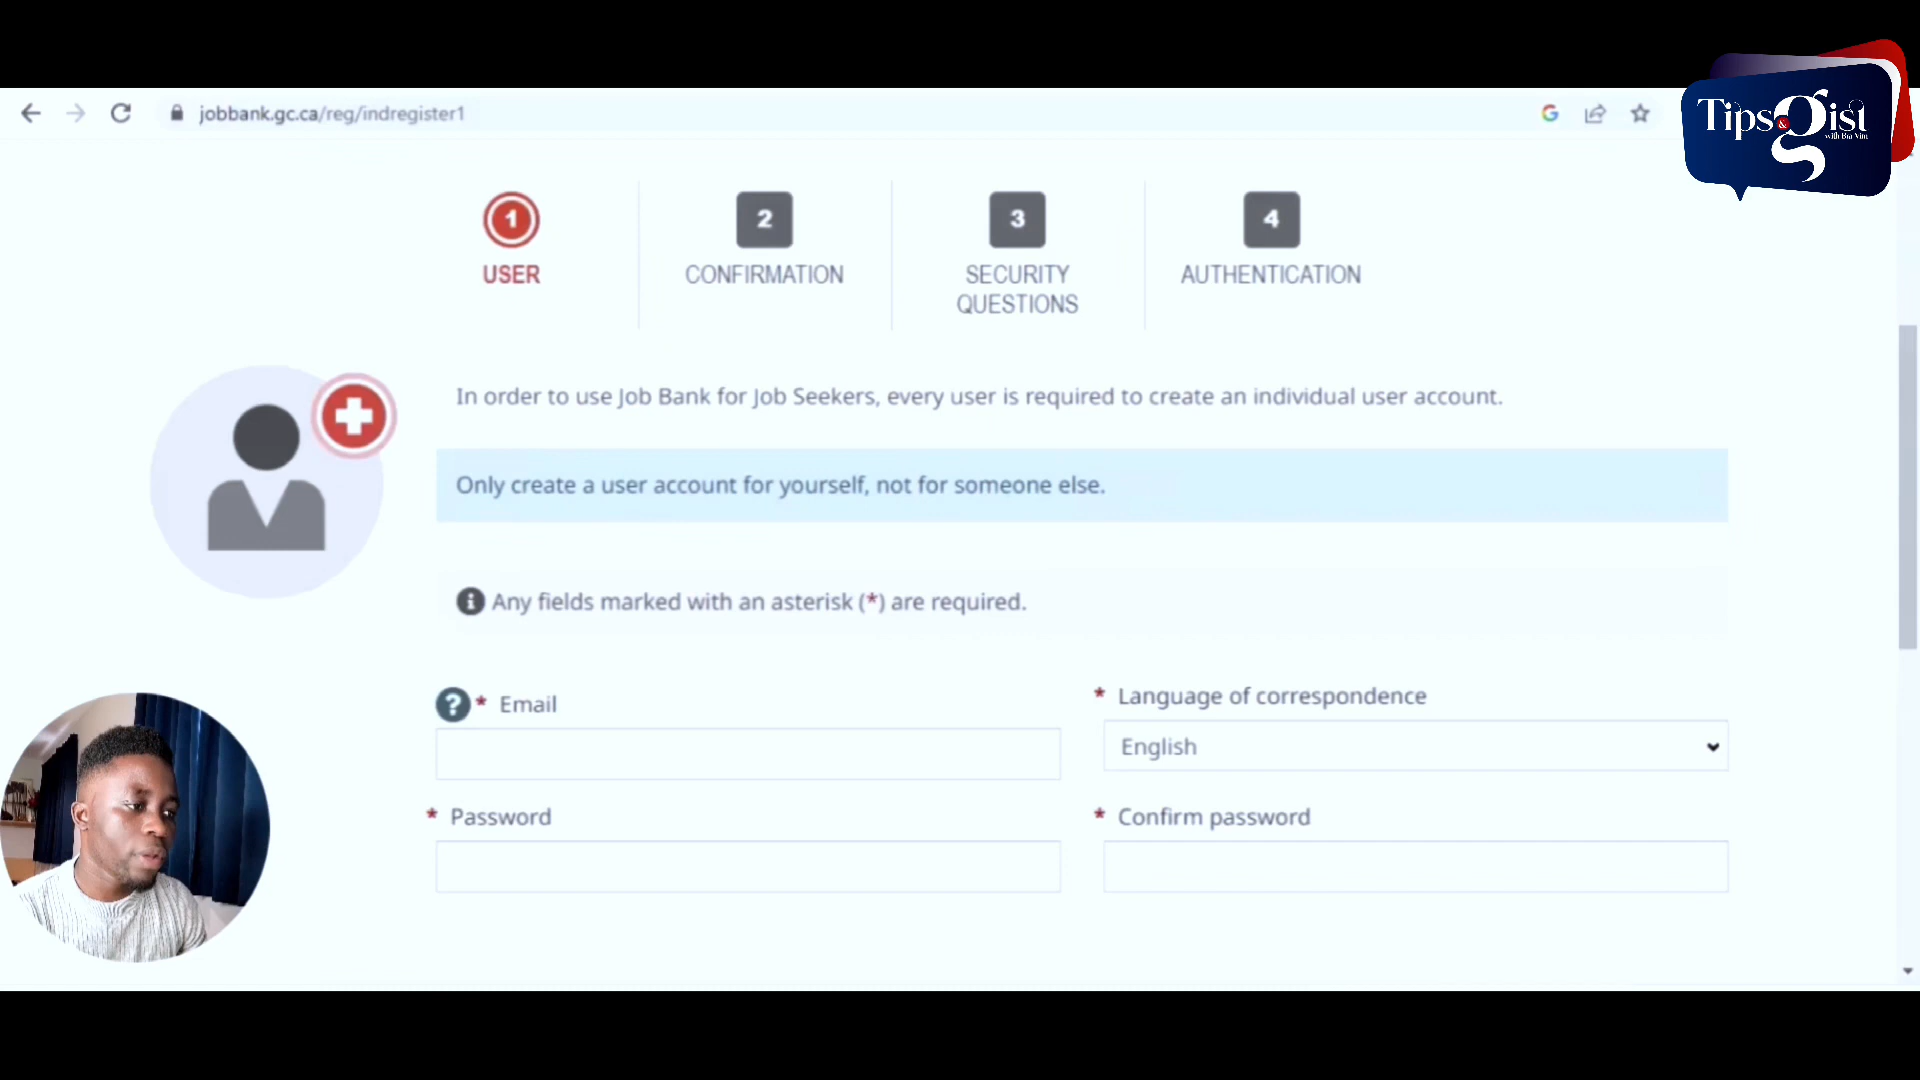 jobbank.gc.ca/reg/indregister1
Tips & Gist
with Bra Vin
1
USER
2
CONFIRMATION
3
SECURITY
QUESTIONS
4
AUTHENTICATION
In order to use Job Bank for Job Seekers, every user is required to create an individual user account.
Only create a user account for yourself, not for someone else.
Any fields marked with an asterisk (*) are required.
? * Email
* Language of correspondence
English
* Password
* Confirm password